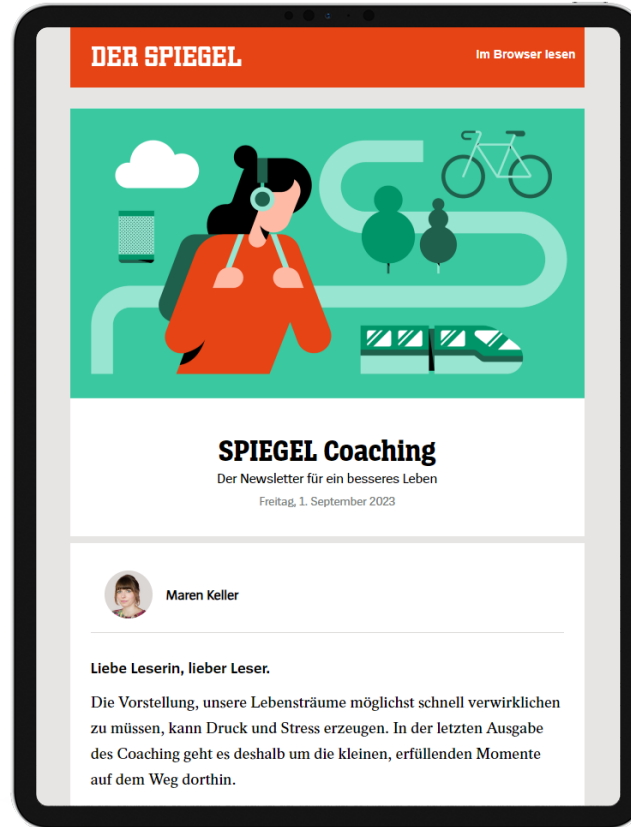 DER SPIEGEL
Im Browser lesen
SPIEGEL Coaching
Der Newsletter für ein besseres Leben
Freitag, 1. September 2023
Maren Keller
Liebe Leserin, lieber Leser.
Die Vorstellung, unsere Lebensträume möglichst schnell verwirklichen
zu müssen, kann Druck und Stress erzeugen. In der letzten Ausgabe
des Coaching geht es deshalb um die kleinen, erfüllenden Momente
auf dem Weg dorthin.